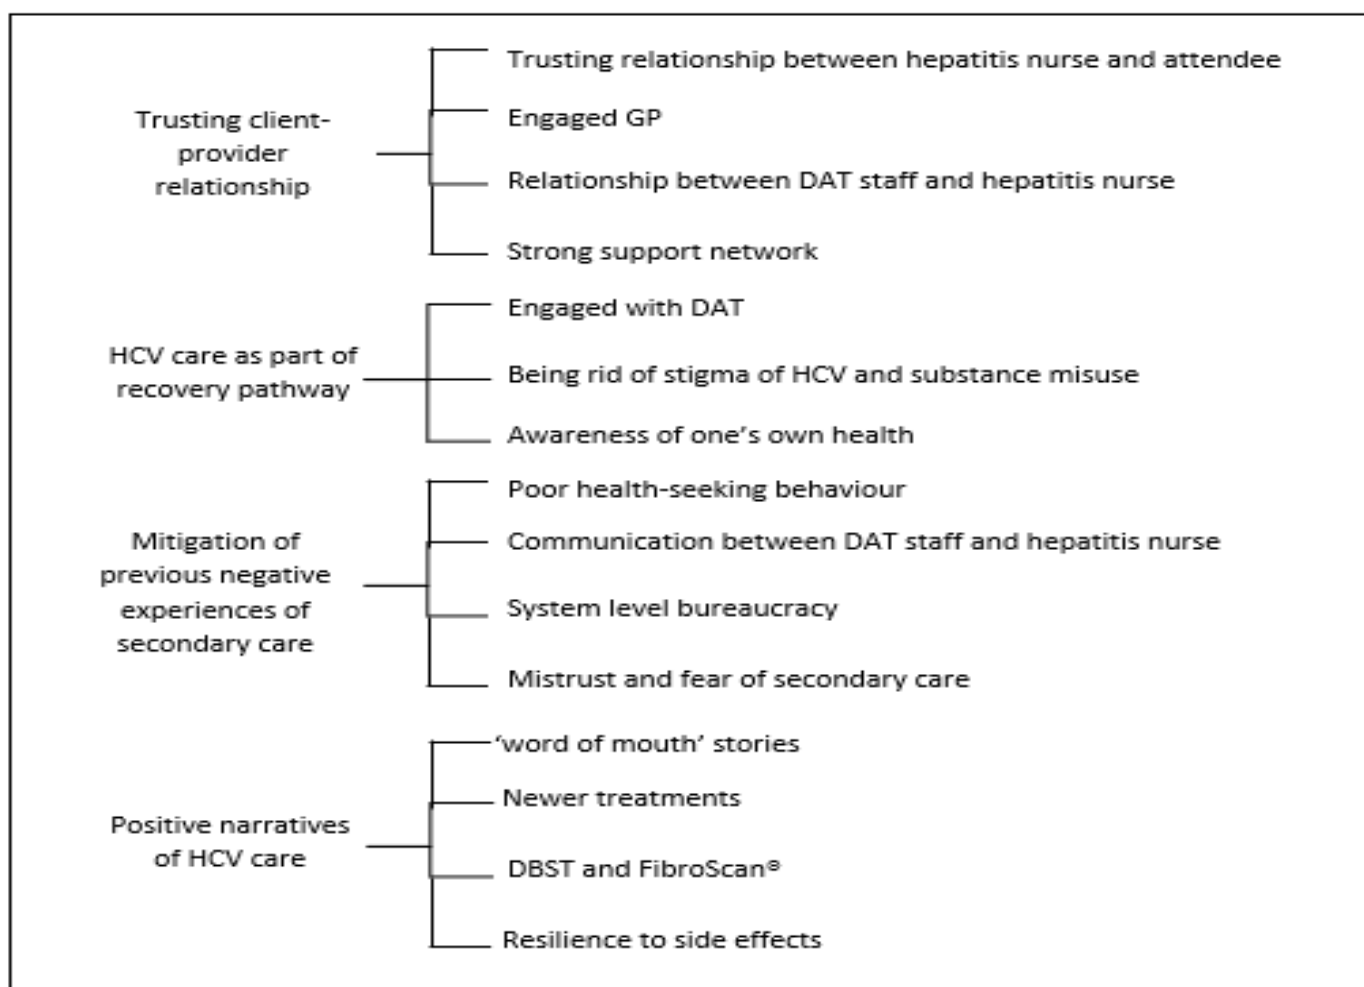 Trusting client-
provider
relationship
Trusting relationship between hepatitis nurse and attendee
Engaged GP
Relationship between DAT staff and hepatitis nurse
Strong support network
HCV care as part of
recovery pathway
Engaged with DAT
Being rid of stigma of HCV and substance misuse
Awareness of one’s own health
Mitigation of
previous negative
experiences of
secondary care
Poor health-seeking behaviour
Communication between DAT staff and hepatitis nurse
System level bureaucracy
Mistrust and fear of secondary care
Positive narratives
of HCV care
‘word of mouth’ stories
Newer treatments
DBST and FibroScan®
Resilience to side effects